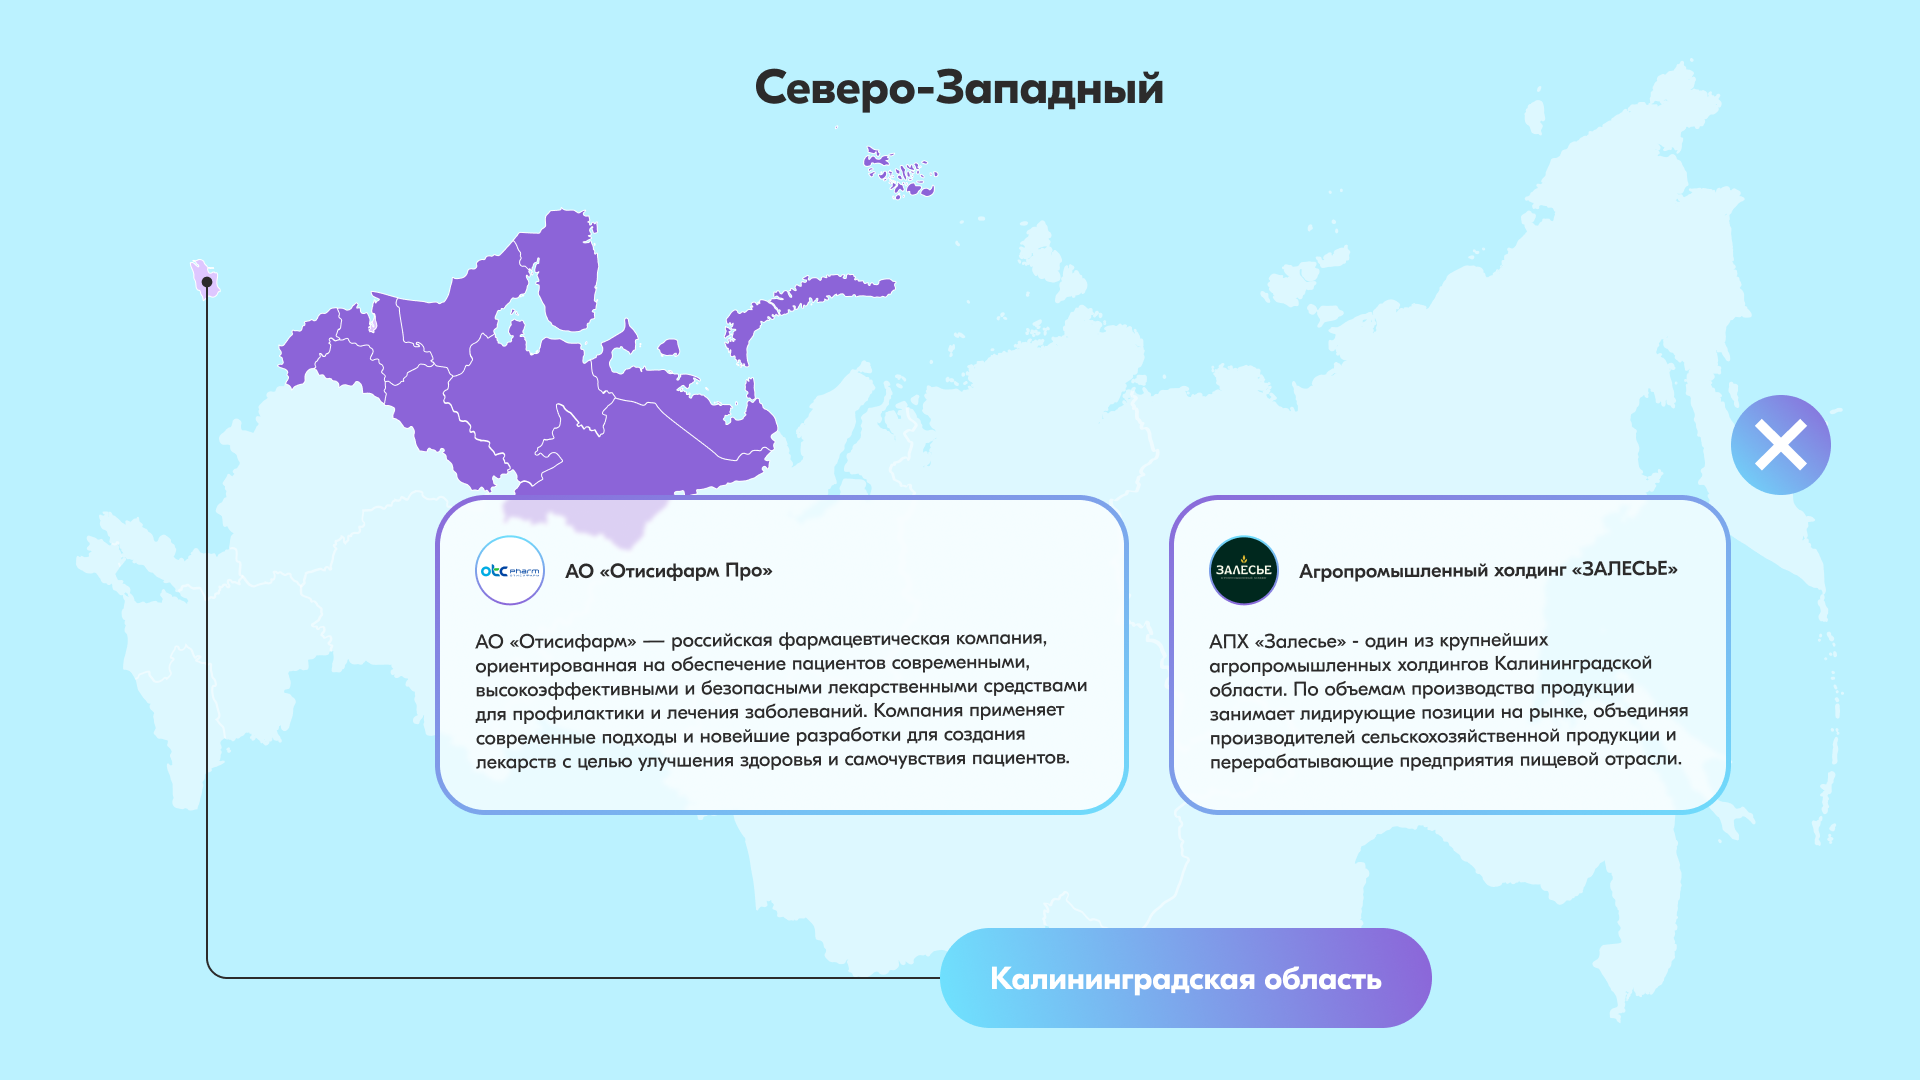 Северо-Западный
otc Pharm
АО «Отисифарм Про»
АО «Отисифарм» — российская фармацевтическая компания,
ориентированная на обеспечение пациентов современными,
высокоэффективными и безопасными лекарственными средствами
для профилактики и лечения заболеваний. Компания применяет
современные подходы и новейшие разработки для создания
лекарств с целью улучшения здоровья и самочувствия пациентов.
ЗАЛЕСЬЕ
Агропромышленный холдинг «ЗАЛЕСЬЕ»
АПХ «Залесье» - один из крупнейших
агропромышленных холдингов Калининградской
области. По объемам производства продукции
занимает лидирующие позиции на рынке, объединяя
производителей сельскохозяйственной продукции и
перерабатывающие предприятия пищевой отрасли.
Калининградская область